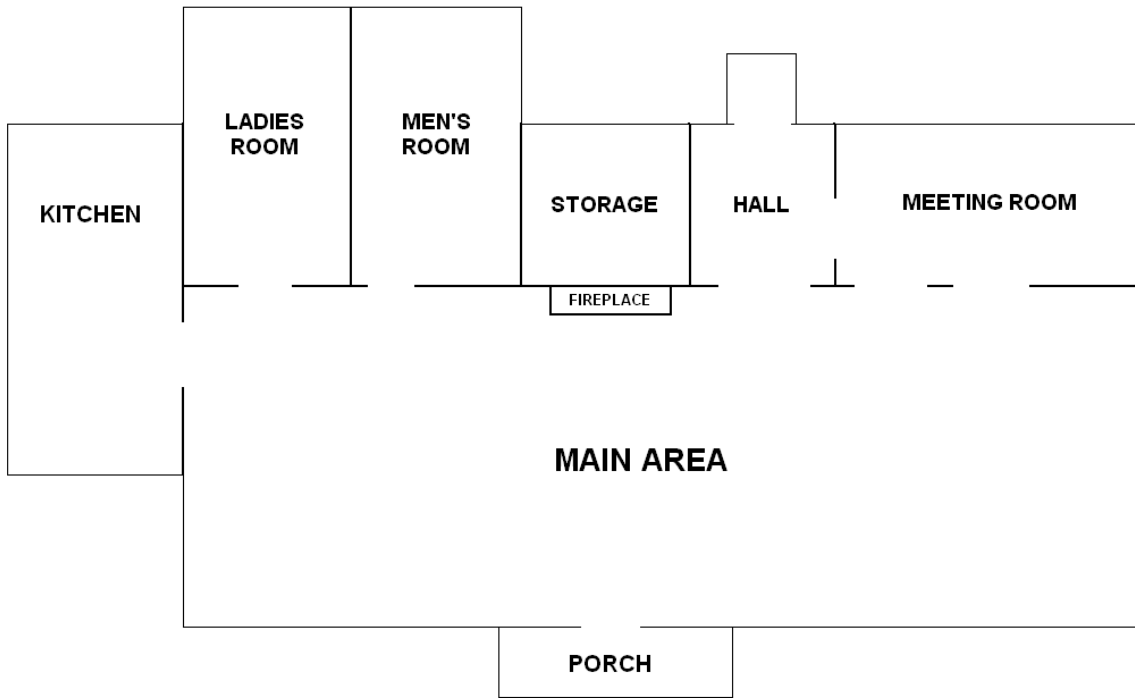 LADIES
ROOM
MEN'S
ROOM
KITCHEN
STORAGE
HALL
MEETING ROOM
FIREPLACE
MAIN AREA
PORCH